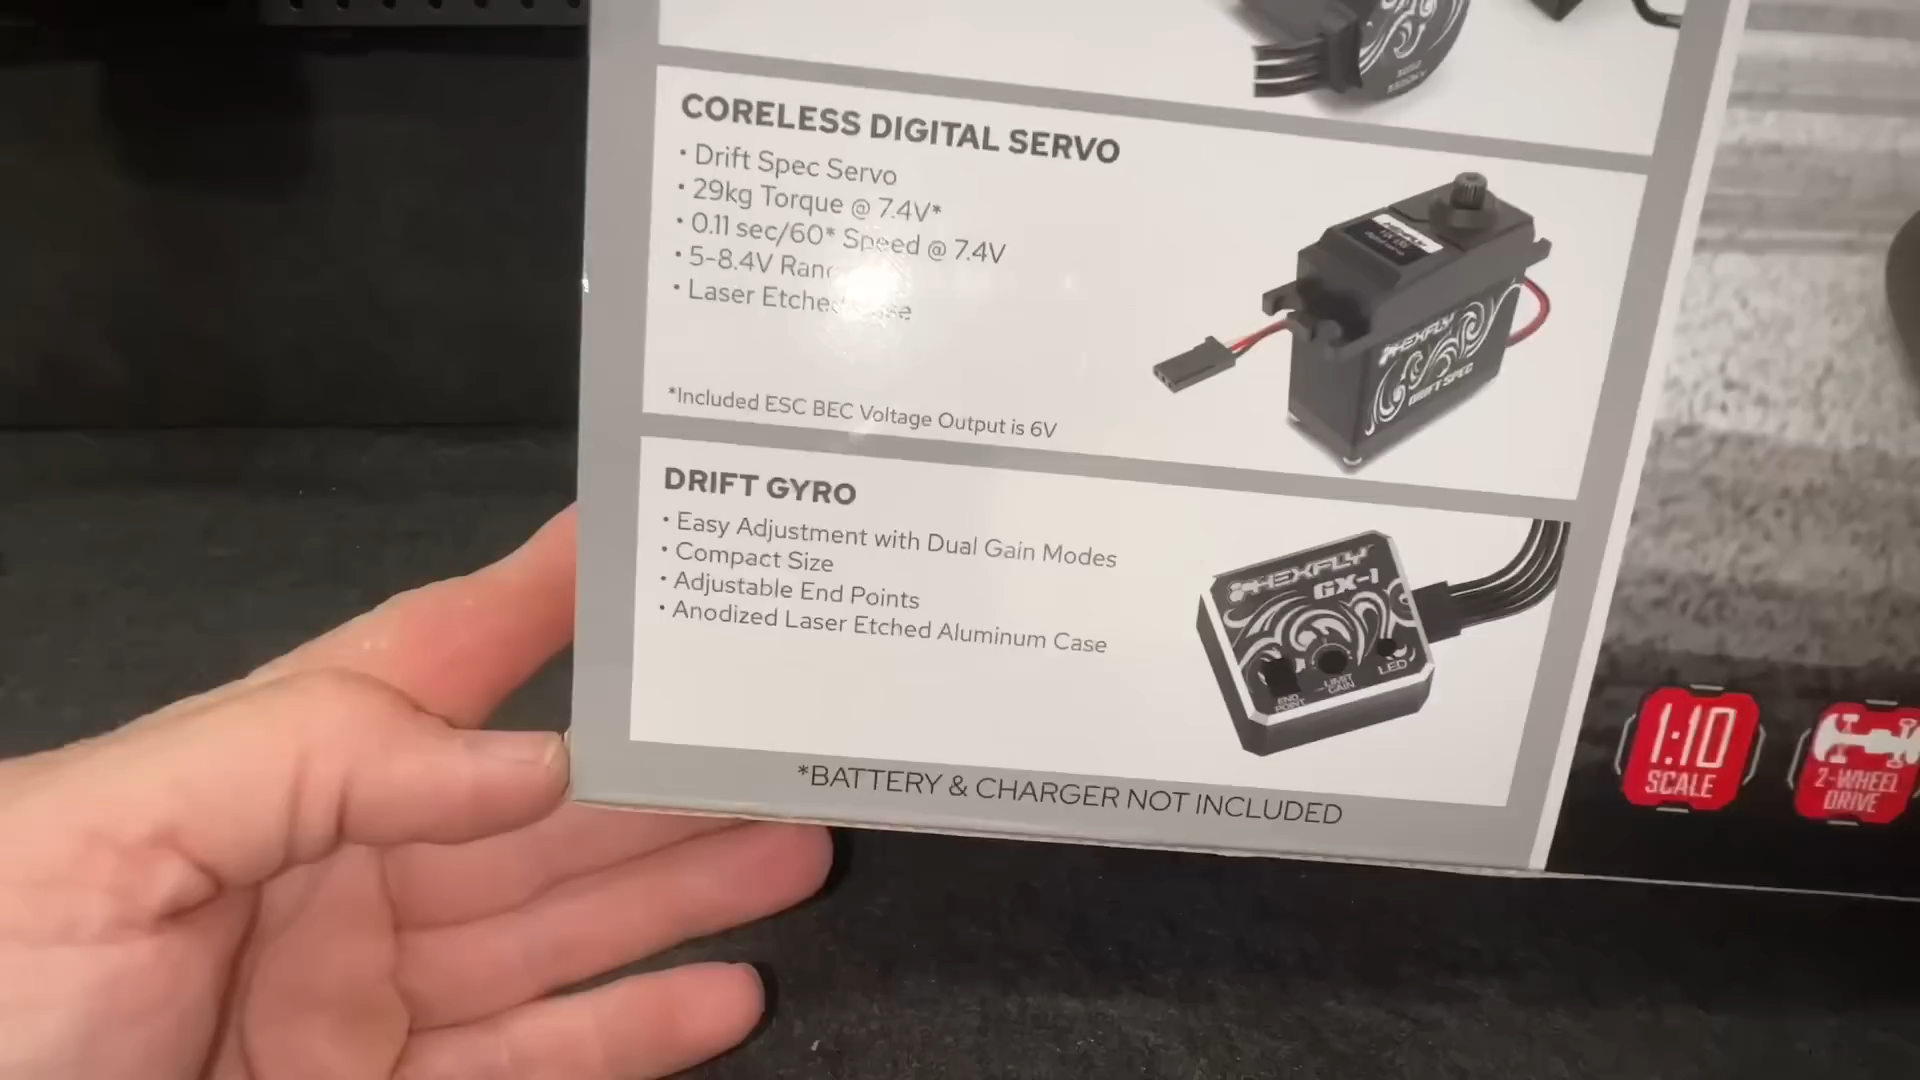 CORELESS DIGITAL SERVO
• Drift Spec Servo
• 29kg Torque @ 7.4V*
• 0.11 sec/60* Speed @ 7.4V
• 5-8.4V
• Laser Etched
*Included ESC BEC Voltage Output is 6V
HEXFLY
DRIFT SPEC
DRIFT GYRO
• Easy Adjustment with Dual Gain Modes
• Compact Size
• Adjustable End Points
• Anodized Laser Etched Aluminum Case
HEXFLY
GX-1
END POINT
LIMIT GAIN
LED
*BATTERY & CHARGER NOT INCLUDED
1:10
SCALE
2-WHEEL
DRIVE